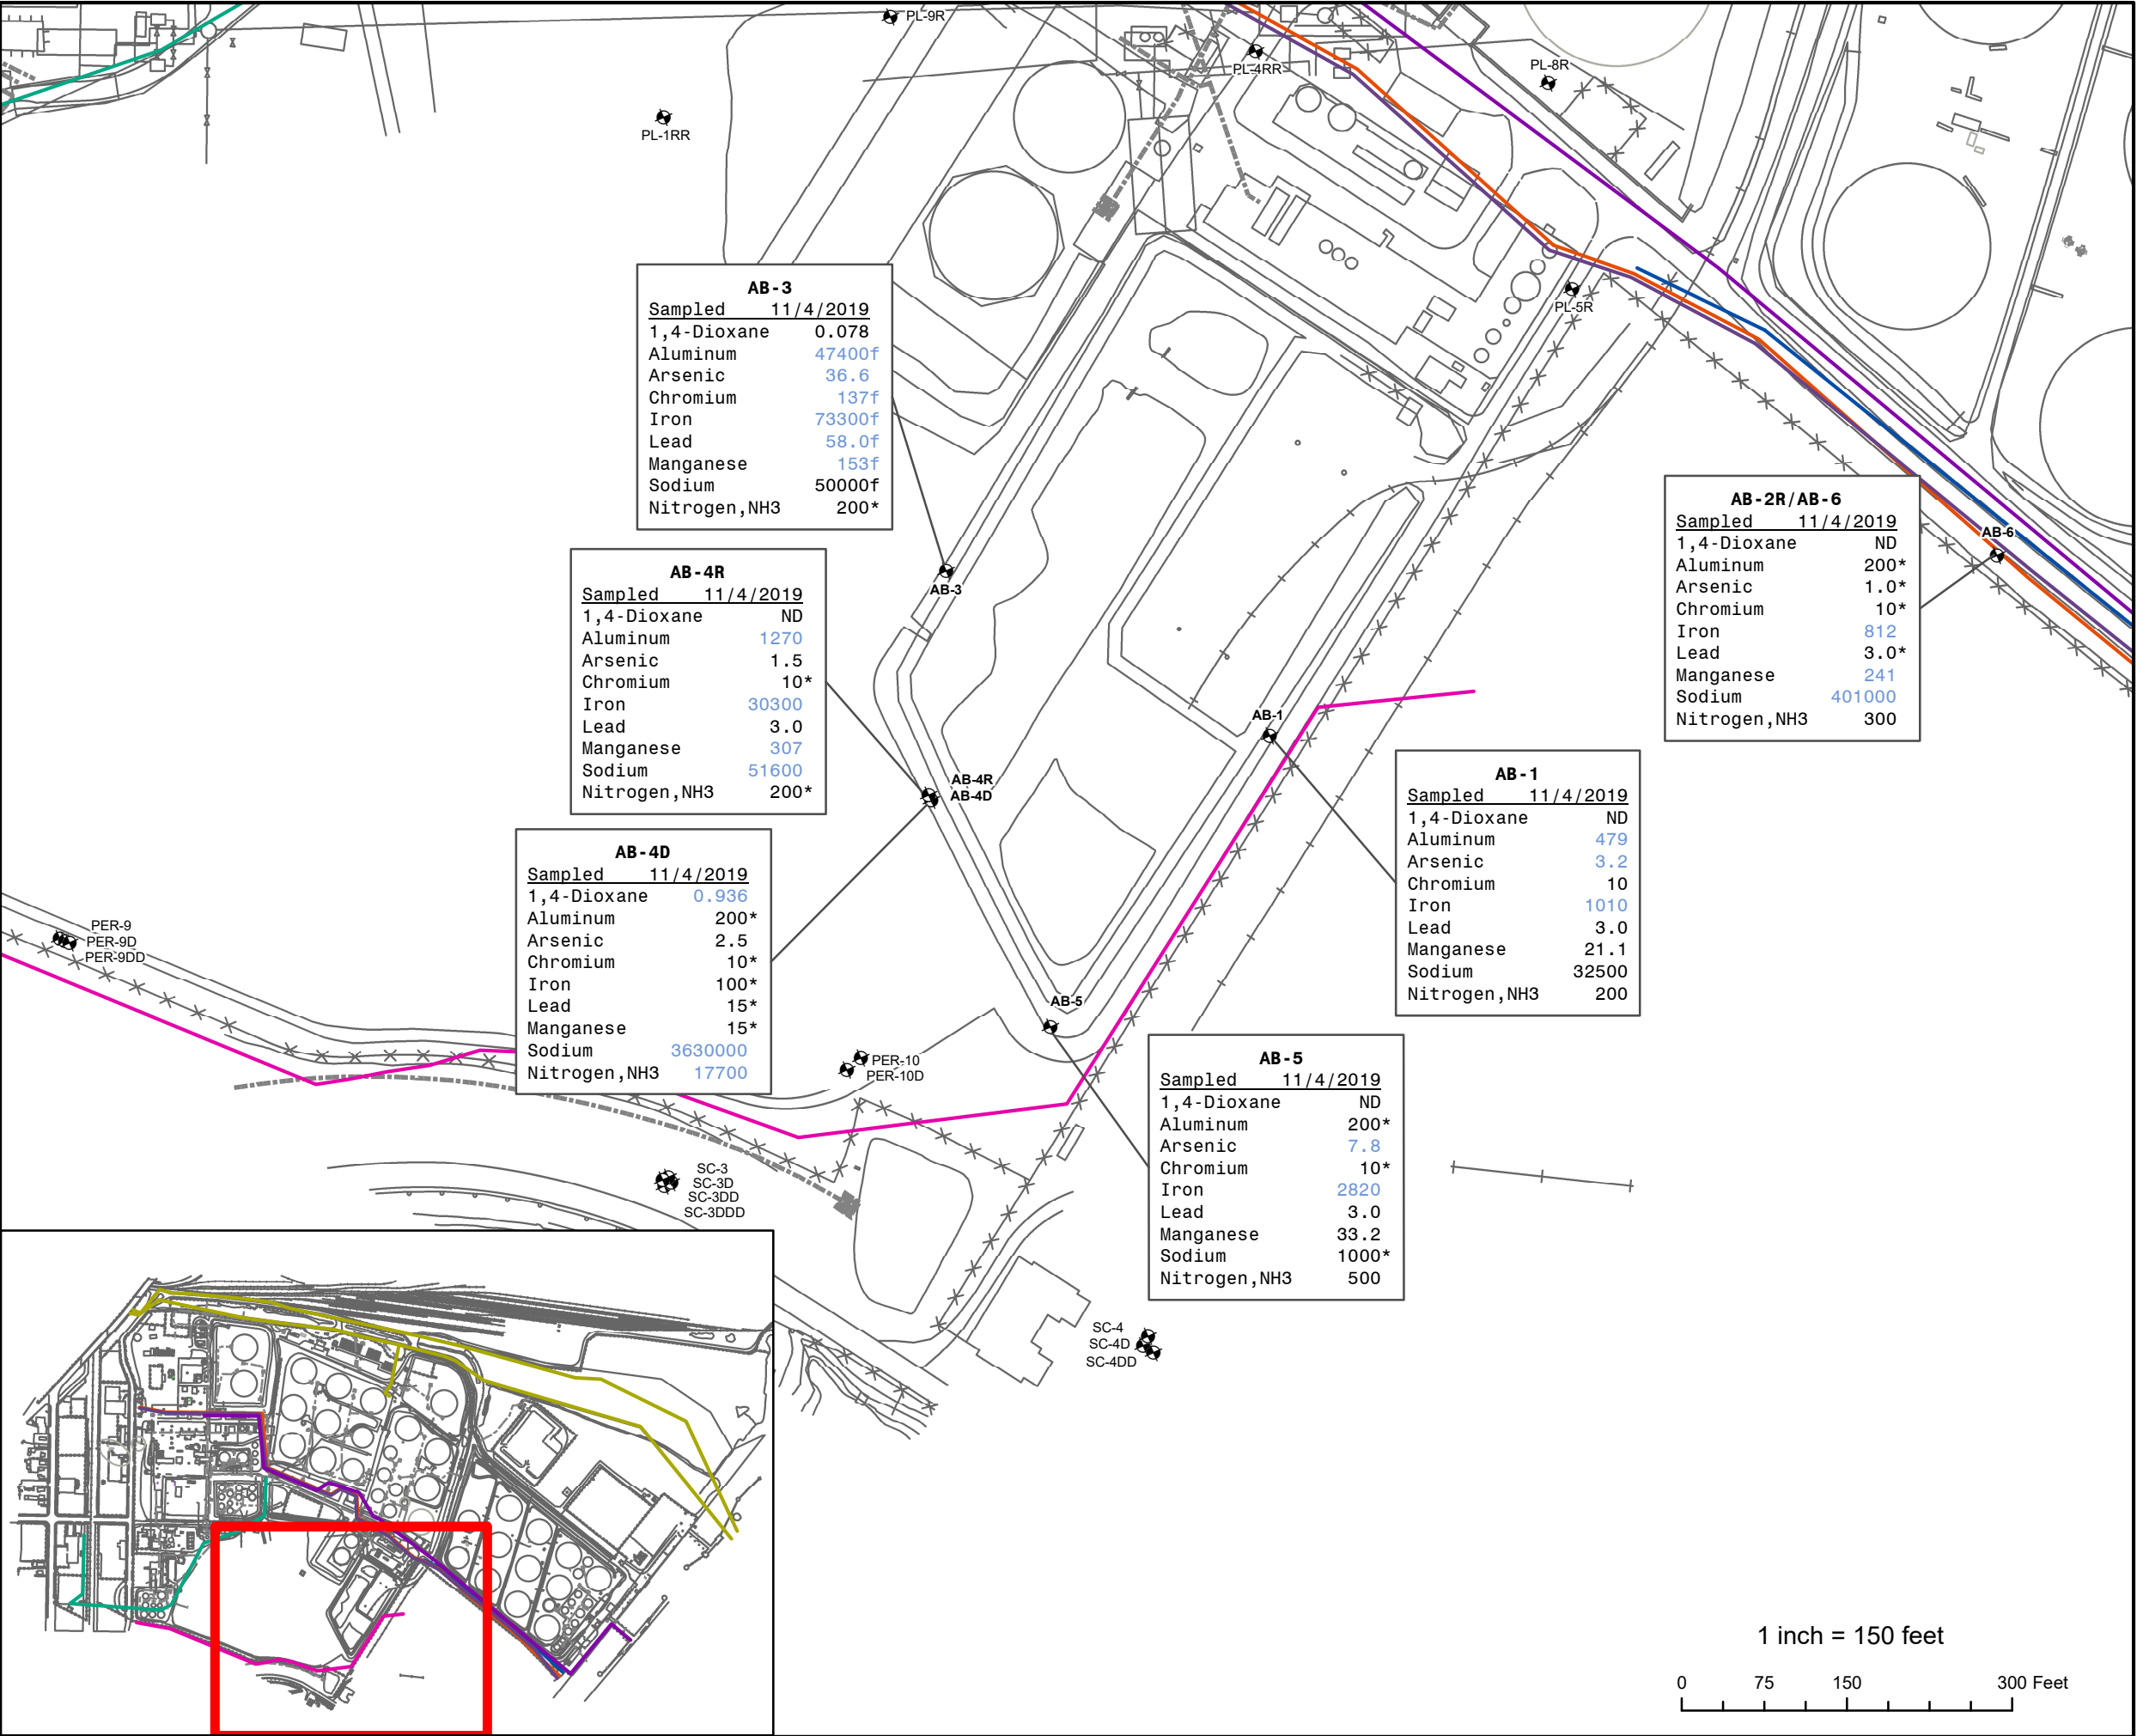 PL-9R
PL-4RR
PL-8R
PL-1RR
PL-5R
AB-3
Sampled 11/4/2019
1,4-Dioxane 0.078
Aluminum 47400f
Arsenic 36.6
Chromium 137f
Iron 73300f
Lead 58.0f
Manganese 153f
Sodium 50000f
Nitrogen,NH3 200*
AB-3
AB-4R
Sampled 11/4/2019
1,4-Dioxane ND
Aluminum 1270
Arsenic 1.5
Chromium 10*
Iron 30300
Lead 3.0
Manganese 307
Sodium 51600
Nitrogen,NH3 200*
AB-4R
AB-4D
AB-2R/AB-6
Sampled 11/4/2019
1,4-Dioxane ND
Aluminum 200*
Arsenic 1.0*
Chromium 10*
Iron 812
Lead 3.0*
Manganese 241
Sodium 401000
Nitrogen,NH3 300
AB-6
AB-1
AB-1
Sampled 11/4/2019
1,4-Dioxane ND
Aluminum 479
Arsenic 3.2
Chromium 10
Iron 1010
Lead 3.0
Manganese 21.1
Sodium 32500
Nitrogen,NH3 200
AB-4D
Sampled 11/4/2019
1,4-Dioxane 0.936
Aluminum 200*
Arsenic 2.5
Chromium 10*
Iron 100*
Lead 15*
Manganese 15*
Sodium 3630000
Nitrogen,NH3 17700
PER-9
PER-9D
PER-9DD
AB-5
PER-10
PER-10D
AB-5
Sampled 11/4/2019
1,4-Dioxane ND
Aluminum 200*
Arsenic 7.8
Chromium 10*
Iron 2820
Lead 3.0
Manganese 33.2
Sodium 1000*
Nitrogen,NH3 500
SC-3
SC-3D
SC-3DD
SC-3DDD
SC-4
SC-4D
SC-4DD
1 inch = 150 feet
0 75 150 300 Feet